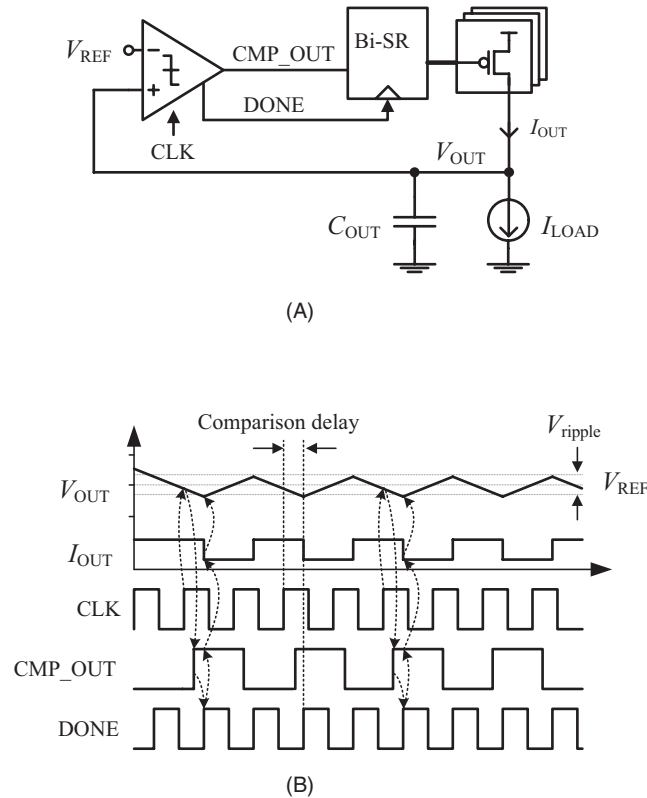 V_REF
−
+
CMP_OUT
DONE
CLK
Bi-SR
I_OUT
V_OUT
C_OUT
I_LOAD
(A)
Comparison delay
V_ripple
V_OUT
V_REF
I_OUT
CLK
CMP_OUT
DONE
(B)